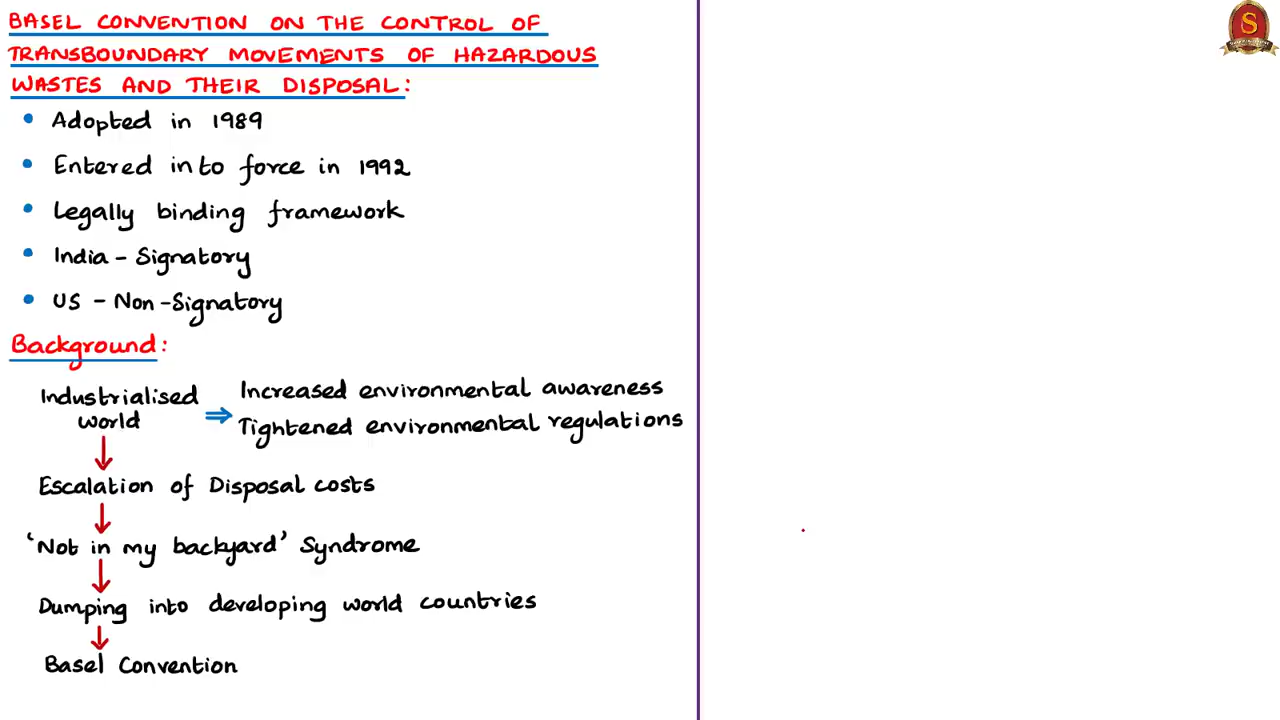 BASEL CONVENTION ON THE CONTROL OF
TRANSBOUNDARY MOVEMENTS OF HAZARDOUS
WASTES AND THEIR DISPOSAL:
• Adopted in 1989
• Entered into force in 1992
• Legally binding framework
• India - Signatory
• US - Non-Signatory
Background:
Industrialised world ⇒ Increased environmental awareness
Tightened environmental regulations
↓
Escalation of Disposal costs
↓
'Not in my backyard' Syndrome
↓
Dumping into developing world countries
↓
Basel Convention
S